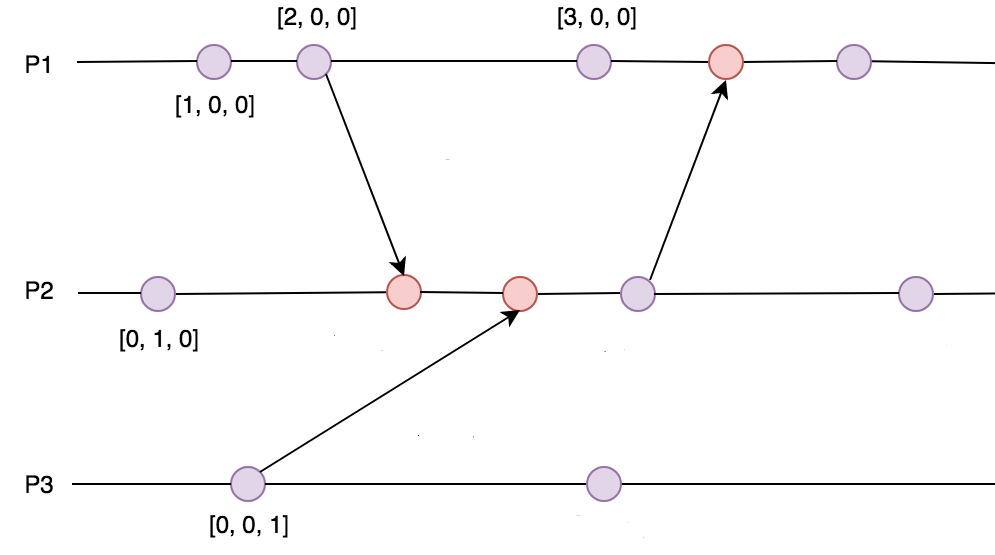 [2, 0, 0]
[3, 0, 0]
P1
[1, 0, 0]
P2
[0, 1, 0]
P3
[0, 0, 1]